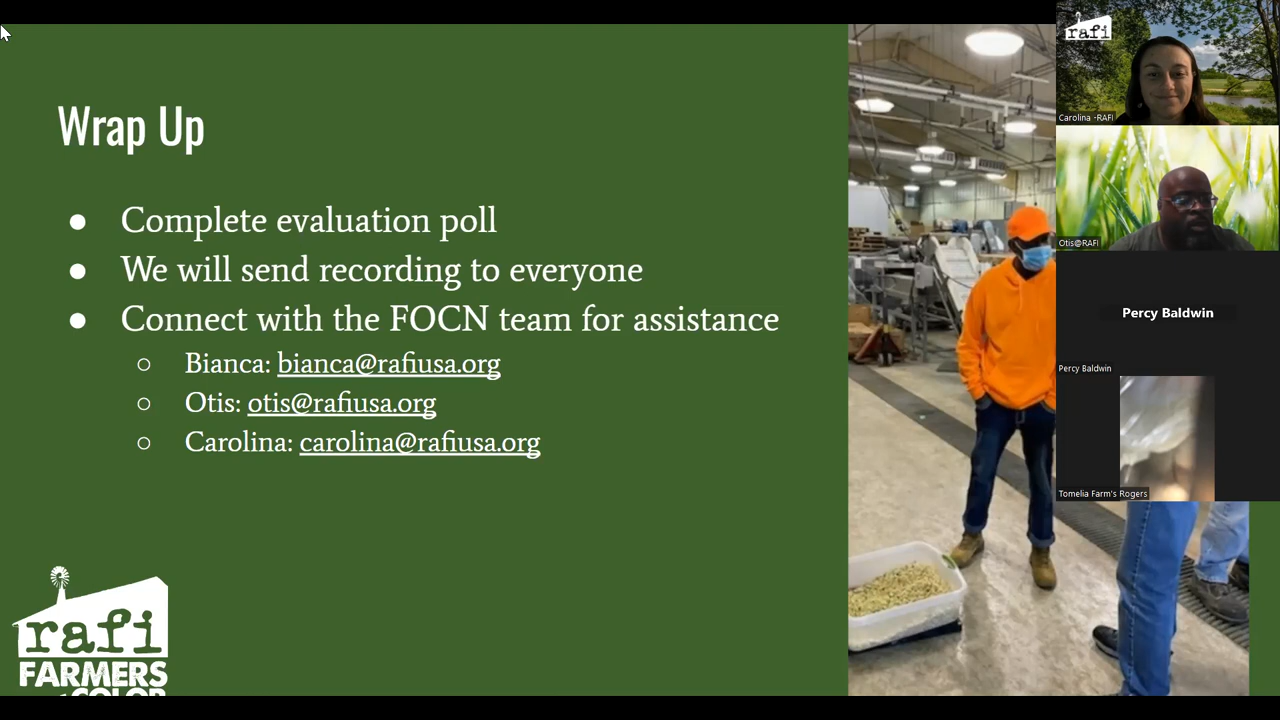 Wrap Up
● Complete evaluation poll
● We will send recording to everyone
● Connect with the FOCN team for assistance
○ Bianca: bianca@rafiusa.org
○ Otis: otis@rafiusa.org
○ Carolina: carolina@rafiusa.org
rafi
FARMERS
COLOR
rafi
Carolina -RAFI
Otis@RAFI
Percy Baldwin
Percy Baldwin
Tomelia Farm's Rogers